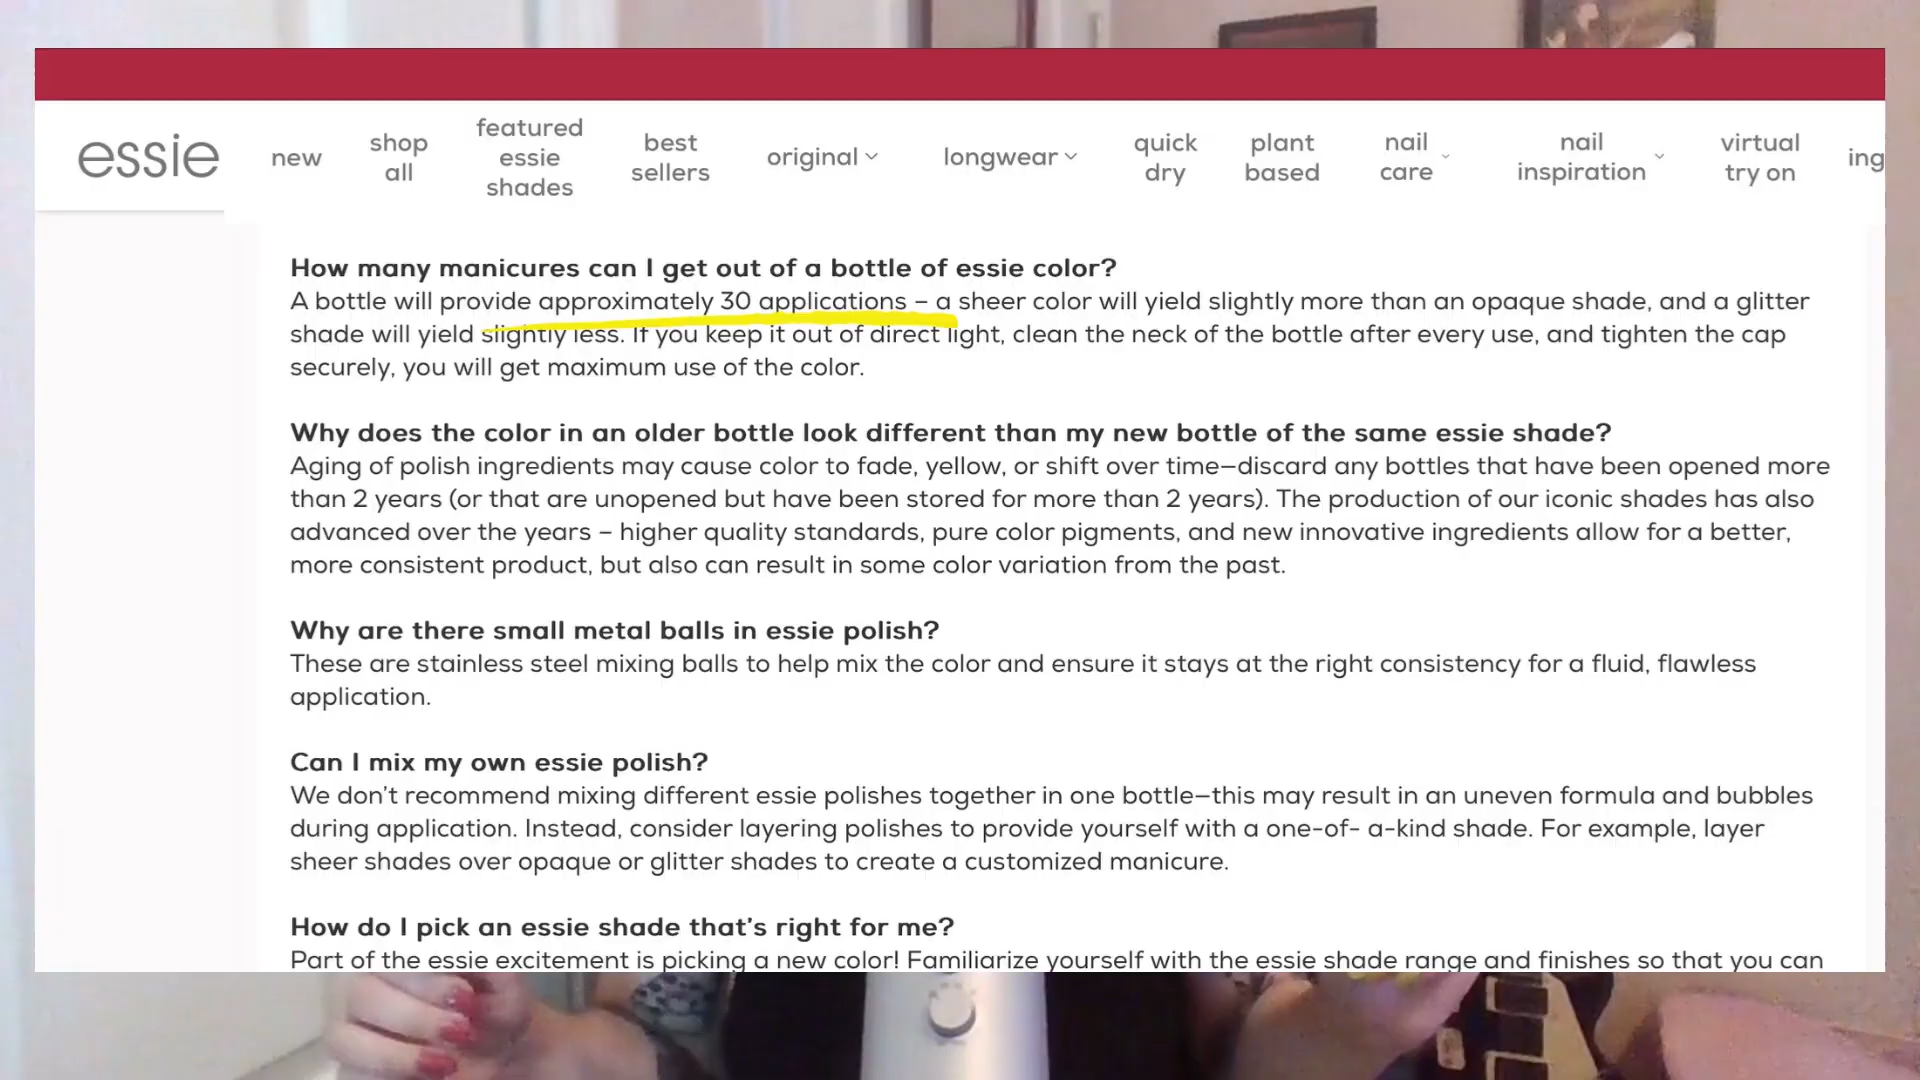 essie
new
shop all
featured essie shades
best sellers
original
longwear
quick dry
plant based
nail care
nail inspiration
virtual try on
ing
How many manicures can I get out of a bottle of essie color?
A bottle will provide approximately 30 applications – a sheer color will yield slightly more than an opaque shade, and a glitter
shade will yield slightly less. If you keep it out of direct light, clean the neck of the bottle after every use, and tighten the cap
securely, you will get maximum use of the color.
Why does the color in an older bottle look different than my new bottle of the same essie shade?
Aging of polish ingredients may cause color to fade, yellow, or shift over time—discard any bottles that have been opened more
than 2 years (or that are unopened but have been stored for more than 2 years). The production of our iconic shades has also
advanced over the years – higher quality standards, pure color pigments, and new innovative ingredients allow for a better,
more consistent product, but also can result in some color variation from the past.
Why are there small metal balls in essie polish?
These are stainless steel mixing balls to help mix the color and ensure it stays at the right consistency for a fluid, flawless
application.
Can I mix my own essie polish?
We don’t recommend mixing different essie polishes together in one bottle—this may result in an uneven formula and bubbles
during application. Instead, consider layering polishes to provide yourself with a one-of- a-kind shade. For example, layer
sheer shades over opaque or glitter shades to create a customized manicure.
How do I pick an essie shade that’s right for me?
Part of the essie excitement is picking a new color! Familiarize yourself with the essie shade range and finishes so that you can